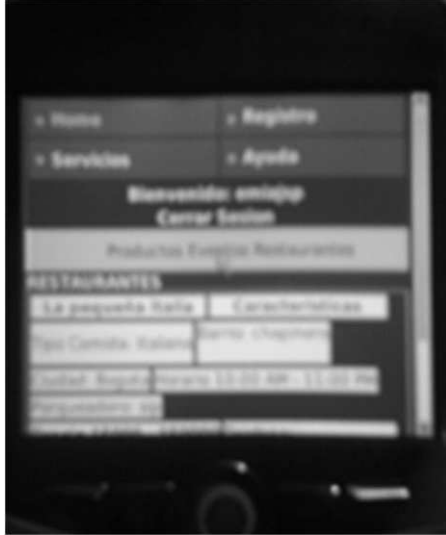 » Home » Registro
» Servicios » Ayuda
Bienvenido:
Cerrar Sesion
Productos Eventos Restaurantes
RESTAURANTES
La pequeña Italia Caracteristicas
Tipo Comida: Italiana Barrio: chapinero
Ciudad: Bogota Horario 10:00 AM - 11:00 PM
Parqueadero: